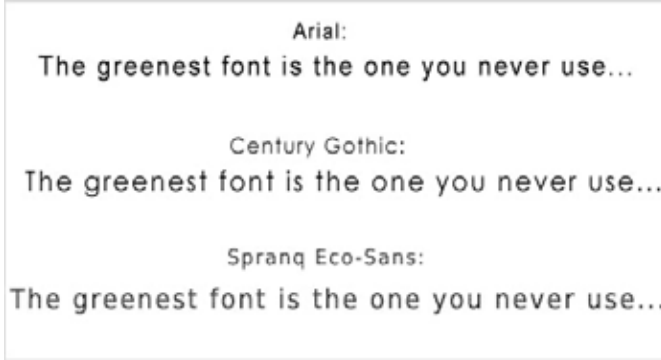 Arial:
The greenest font is the one you never use...
Century Gothic:
The greenest font is the one you never use...
Spranq Eco-Sans:
The greenest font is the one you never use...